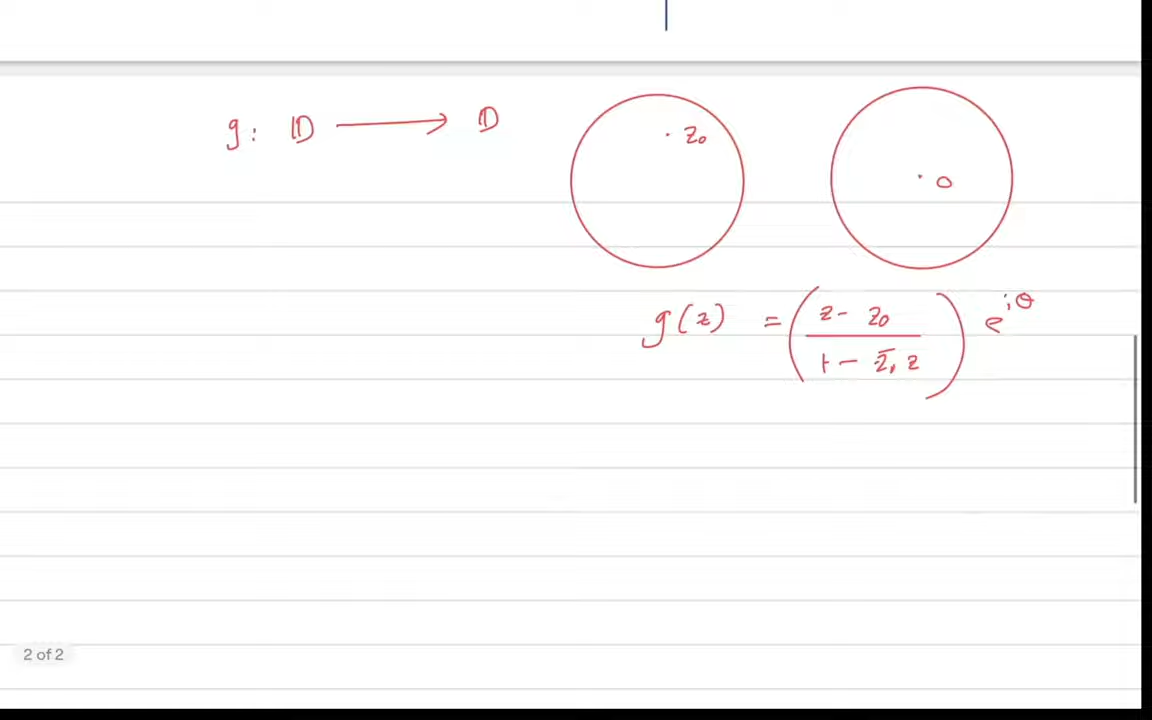 g: 𝔻 ⟶ 𝔻
z₀
0
g(z) = ( (z - z₀) / (1 - z̄₀ z) ) e^{iθ}
2 of 2